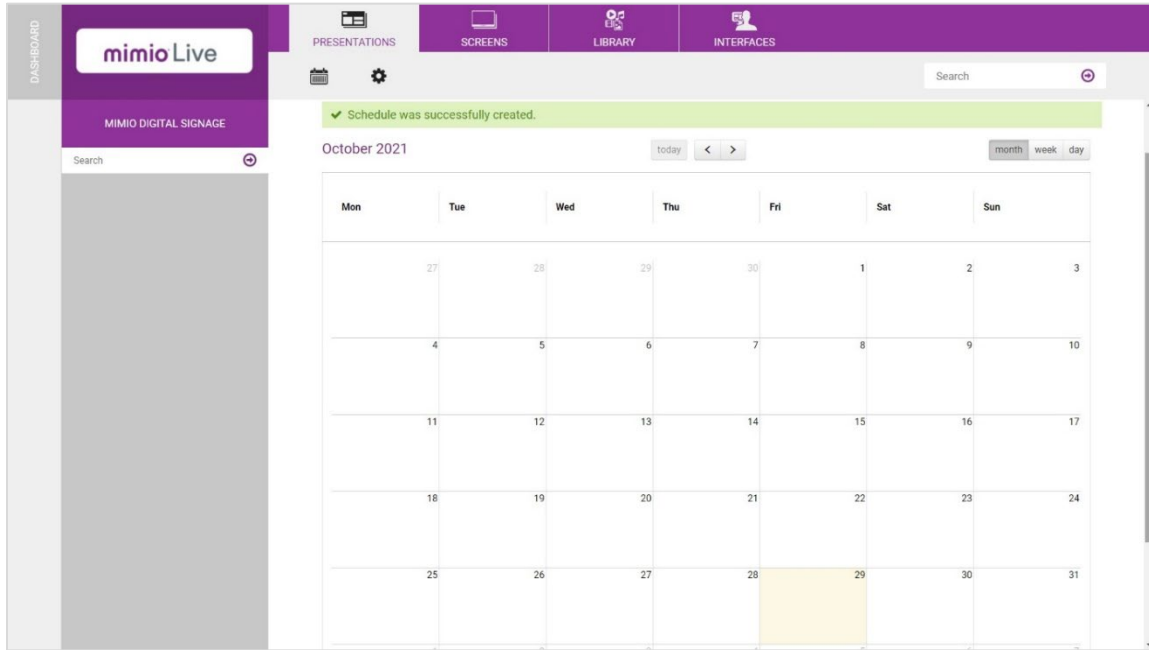 DASHBOARD
mimio Live
PRESENTATIONS SCREENS LIBRARY INTERFACES
Search
MIMIO DIGITAL SIGNAGE
Search
Schedule was successfully created.
October 2021 today < > month week day
Mon Tue Wed Thu Fri Sat Sun
27 28 29 30 1 2 3
4 5 6 7 8 9 10
11 12 13 14 15 16 17
18 19 20 21 22 23 24
25 26 27 28 29 30 31